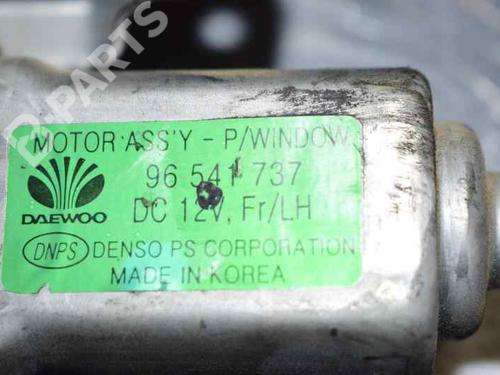 MOTOR ASS'Y - P/WINDOW
96 541 737
DAEWOO
DC 12V, Fr/LH
DNPS DENSO PS CORPORATION
MADE IN KOREA
B-PARTS